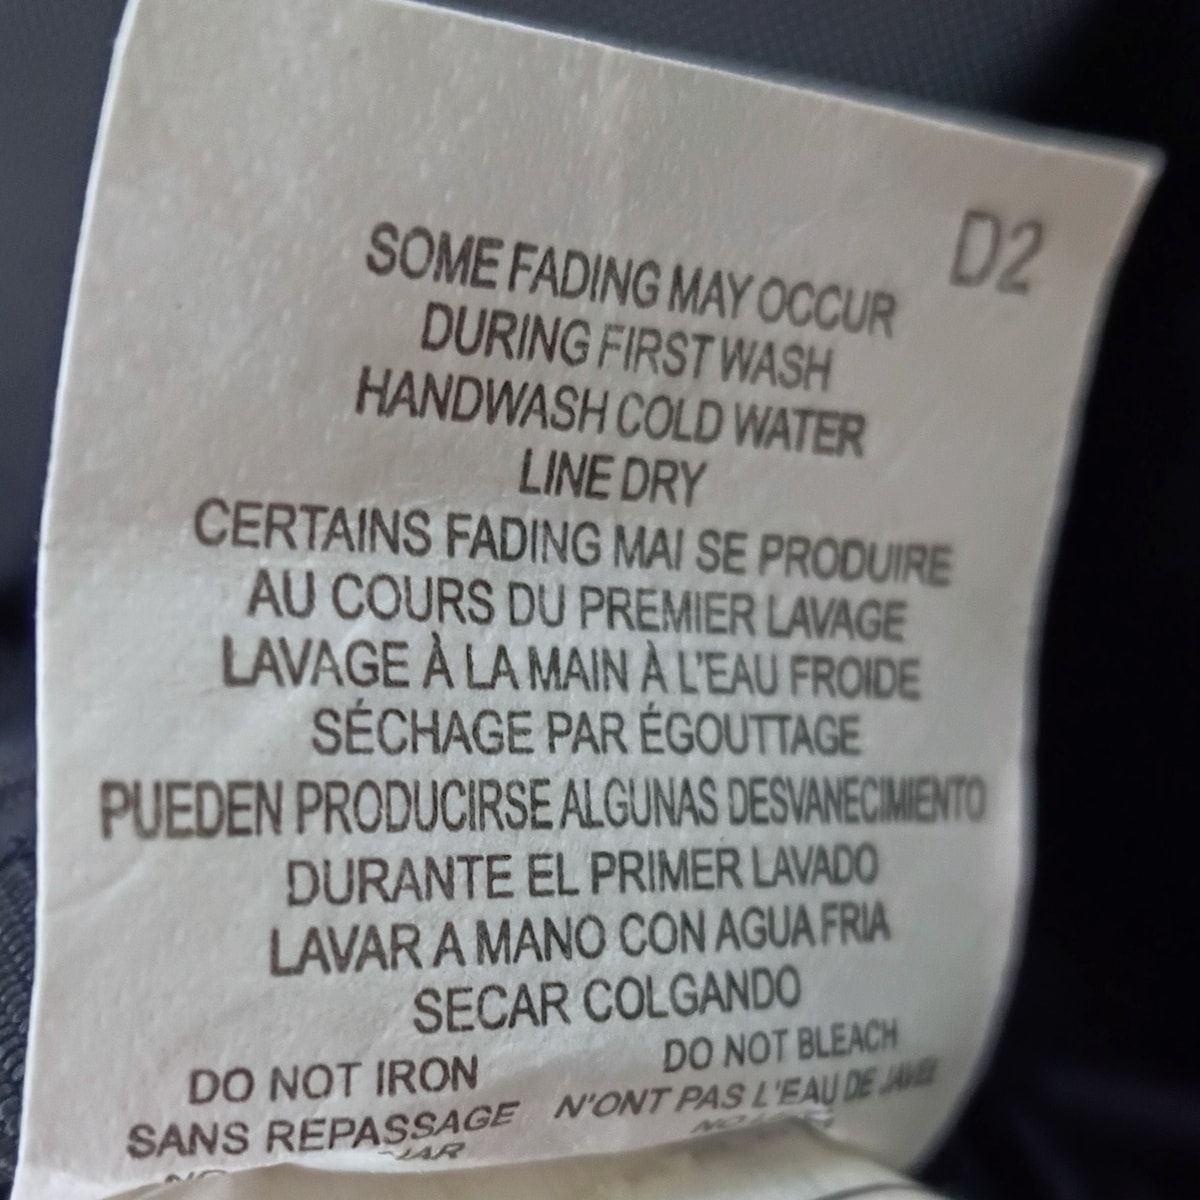 D2
SOME FADING MAY OCCUR
DURING FIRST WASH
HANDWASH COLD WATER
LINE DRY
CERTAINS FADING MAI SE PRODUIRE
AU COURS DU PREMIER LAVAGE
LAVAGE À LA MAIN À L'EAU FROIDE
SÉCHAGE PAR ÉGOUTTAGE
PUEDEN PRODUCIRSE ALGUNAS DESVANECIMIENTO
DURANTE EL PRIMER LAVADO
LAVAR A MANO CON AGUA FRIA
SECAR COLGANDO
DO NOT IRON
DO NOT BLEACH
SANS REPASSAGE
N'ONT PAS L'EAU DE JAVEL